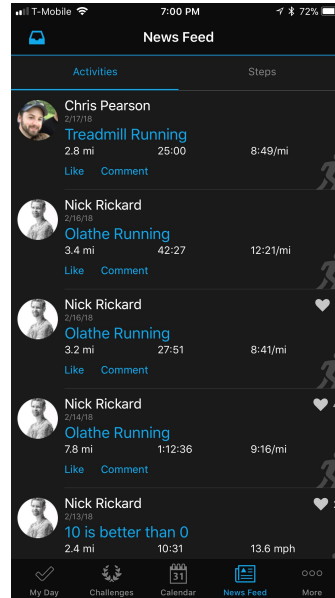 T-Mobile 7:00 PM 72%
News Feed
Activities Steps
Chris Pearson
2/17/18
Treadmill Running
2.8 mi 25:00 8:49/mi
Like Comment
Nick Rickard
2/16/18
Olathe Running
3.4 mi 42:27 12:21/mi
Like Comment
Nick Rickard
2/16/18
Olathe Running
3.2 mi 27:51 8:41/mi
Like Comment
Nick Rickard
2/14/18
Olathe Running
7.8 mi 1:12:36 9:16/mi
Like Comment
Nick Rickard
2/13/18
10 is better than 0
2.4 mi 10:31 13.6 mph
31
My Day Challenges Calendar News Feed More